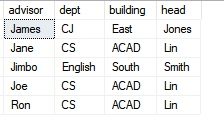 advisor dept building head
James CJ East Jones
Jane CS ACAD Lin
Jimbo English South Smith
Joe CS ACAD Lin
Ron CS ACAD Lin